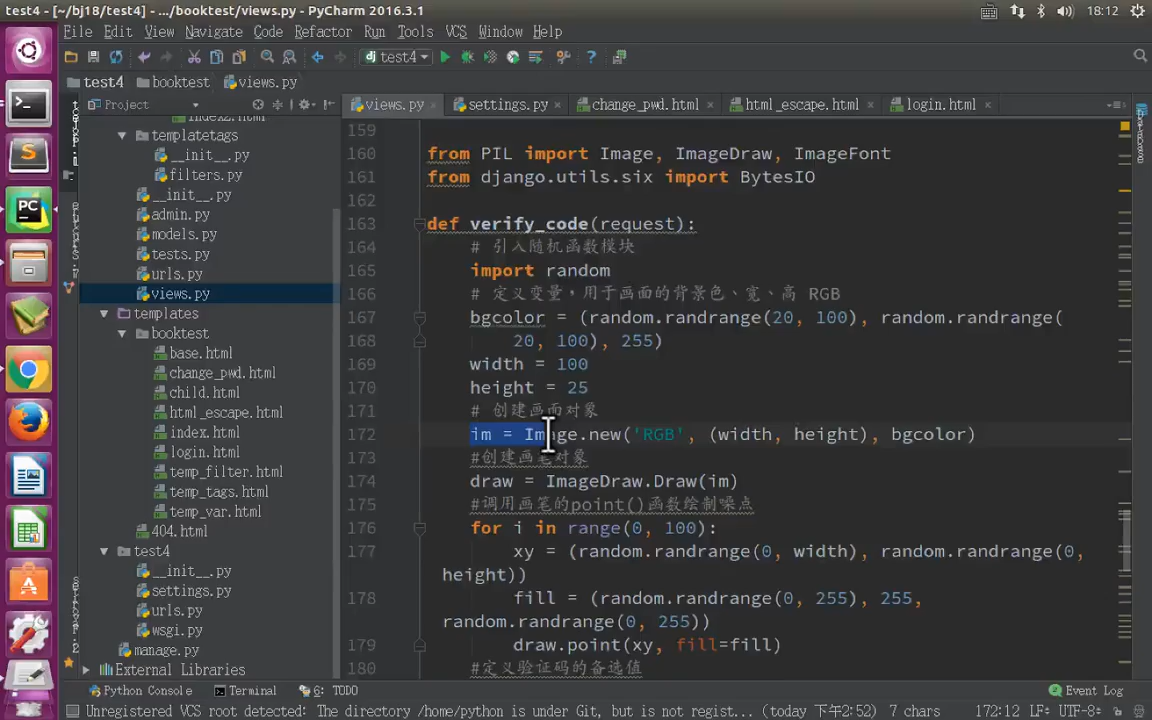 test4 - [~/bj18/test4] - .../booktest/views.py - PyCharm 2016.3.1
18:12
File Edit View Navigate Code Refactor Run Tools VCS Window Help
test4
test4 booktest views.py
Project
views.py settings.py change_pwd.html html_escape.html login.html
index2.html
templatetags
__init__.py
filters.py
__init__.py
admin.py
models.py
tests.py
urls.py
views.py
templates
booktest
base.html
change_pwd.html
child.html
html_escape.html
index.html
login.html
temp_filter.html
temp_tags.html
temp_var.html
404.html
test4
__init__.py
settings.py
urls.py
wsgi.py
manage.py
External Libraries
159
160 from PIL import Image, ImageDraw, ImageFont
161 from django.utils.six import BytesIO
162
163 def verify_code(request):
164 # 引入随机函数模块
165 import random
166 # 定义变量，用于画面的背景色、宽、高 RGB
167 bgcolor = (random.randrange(20, 100), random.randrange(
168 20, 100), 255)
169 width = 100
170 height = 25
171 # 创建画面对象
172 im = Image.new('RGB', (width, height), bgcolor)
173 #创建画笔对象
174 draw = ImageDraw.Draw(im)
175 #调用画笔的point()函数绘制噪点
176 for i in range(0, 100):
177 xy = (random.randrange(0, width), random.randrange(0,
height))
178 fill = (random.randrange(0, 255), 255,
random.randrange(0, 255))
179 draw.point(xy, fill=fill)
180 #定义验证码的备选值
Python Console Terminal 6: TODO Event Log
Unregistered VCS root detected: The directory /home/python is under Git, but is not regist... (today 下午2:52) 7 chars 172:12 LF÷ UTF-8÷